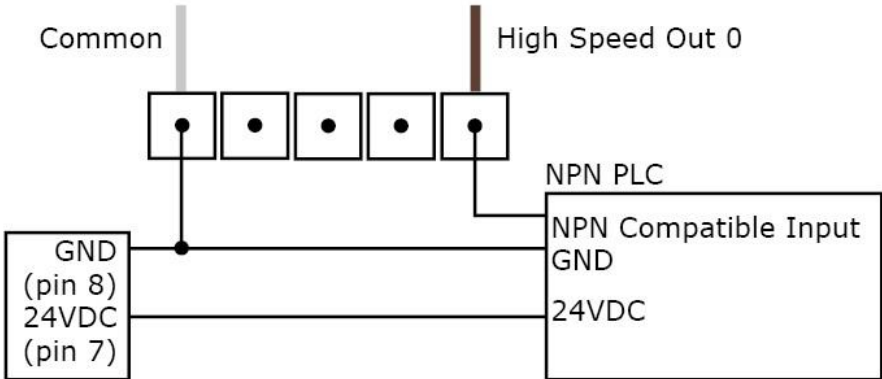 Common
High Speed Out 0
NPN PLC
NPN Compatible Input
GND
24VDC
GND
(pin 8)
24VDC
(pin 7)